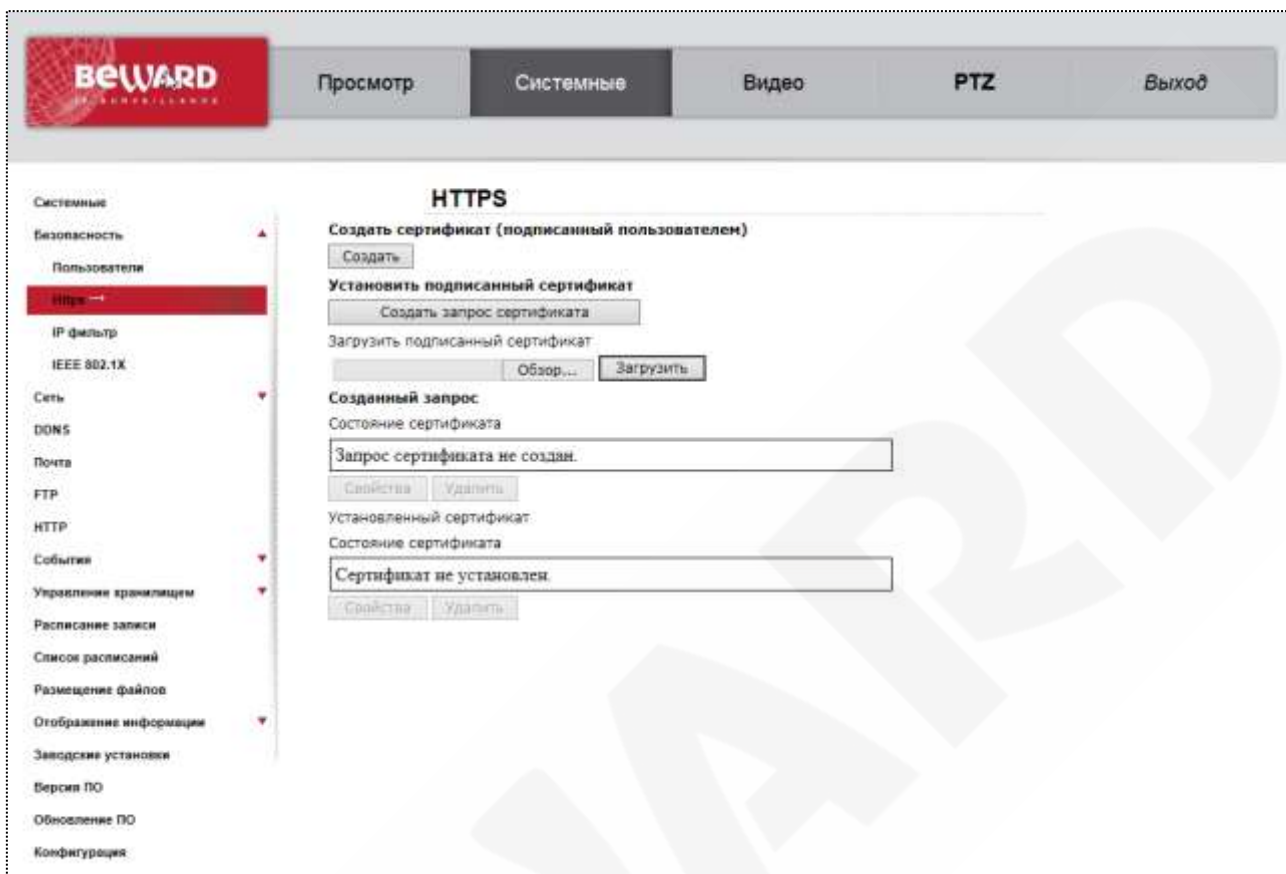 BEWARD
IP SURVEILLANCE
Просмотр
Системные
Видео
PTZ
Выход
Системные
Безопасность
Пользователи
Https
IP фильтр
IEEE 802.1X
Сеть
DDNS
Почта
FTP
HTTP
События
Управление хранилищем
Расписание записи
Список расписаний
Размещение файлов
Отображение информации
Заводские установки
Версия ПО
Обновление ПО
Конфигурация
HTTPS
Создать сертификат (подписанный пользователем)
Создать
Установить подписанный сертификат
Создать запрос сертификата
Загрузить подписанный сертификат
Обзор... Загрузить
Созданный запрос
Состояние сертификата
Запрос сертификата не создан.
Свойства Удалить
Установленный сертификат
Состояние сертификата
Сертификат не установлен.
Свойства Удалить